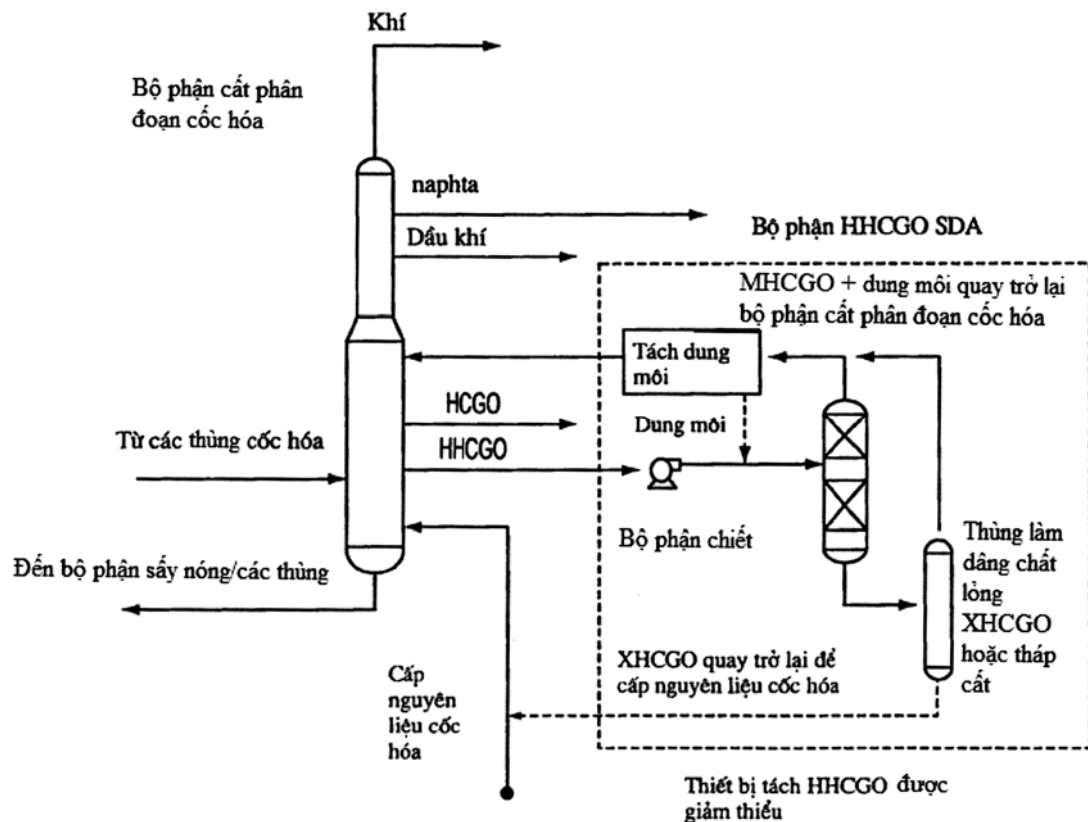 Khí
Bộ phận cất phân
đoạn cốc hóa
naphta
Dầu khí
Bộ phận HHCGO SDA
MHCGO + dung môi quay trở lại
bộ phận cất phân đoạn cốc hóa
Tách dung
môi
HCGO
Dung môi
HHCGO
Từ các thùng cốc hóa
Bộ phận chiết
Thùng làm
dâng chất
lỏng
XHCGO
hoặc tháp
cất
Đến bộ phận sấy nóng/các thùng
XHCGO quay trở lại để
cấp nguyên liệu cốc hóa
Cấp
nguyên
liệu cốc
hóa
Thiết bị tách HHCGO được
giảm thiểu